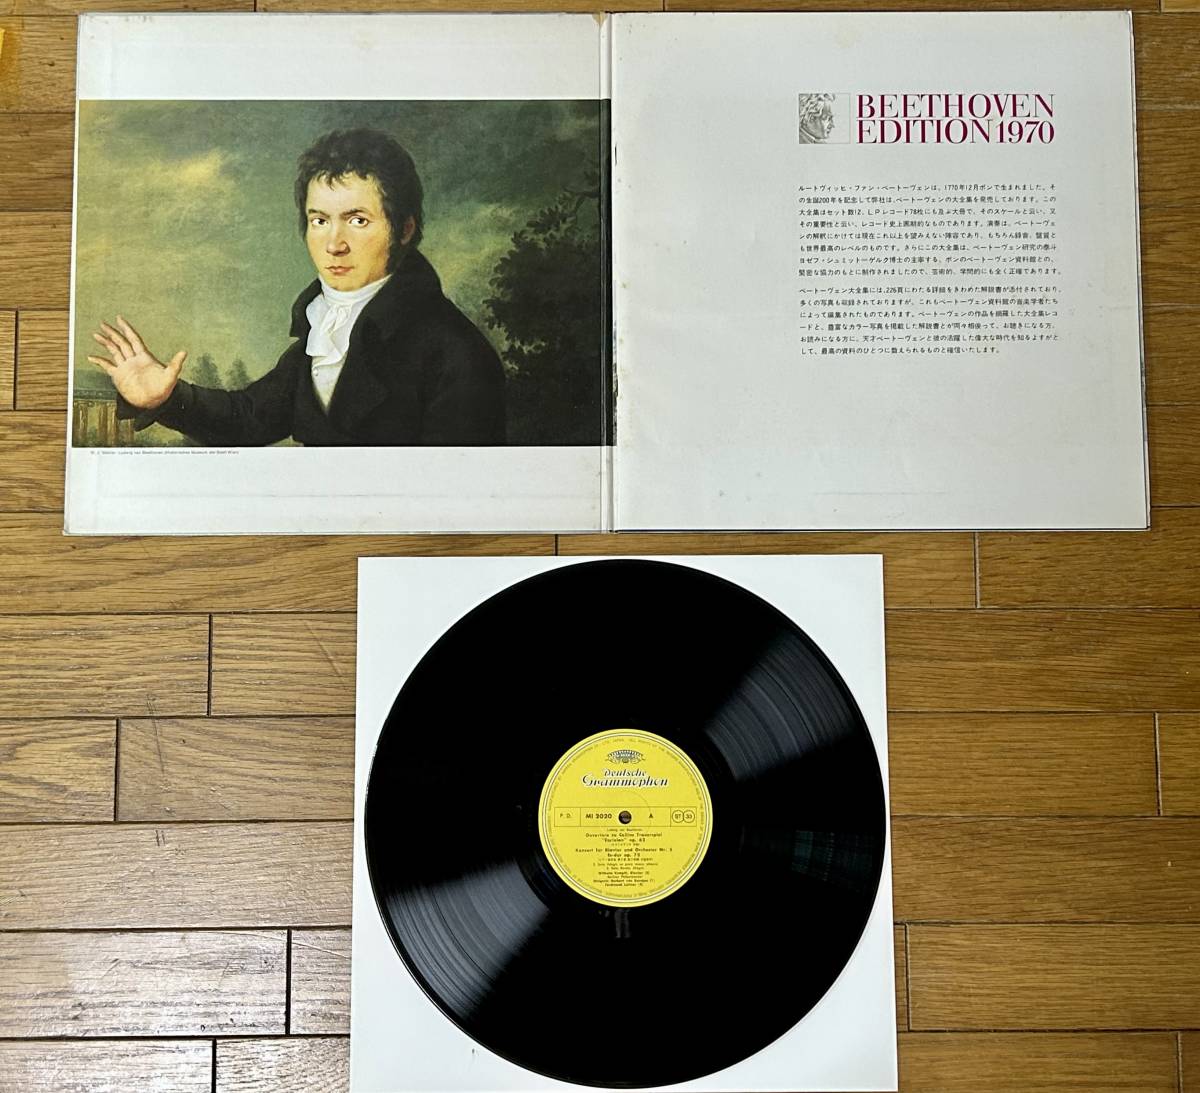 BEETHOVEN
EDITION 1970
ルートヴィッヒ・ファン・ベートーヴェンは、1770年12月ボンで生まれました。そ
の生誕200年を記念して弊社は、ベートーヴェンの大全集を発売しております。この
大全集はセット数12、LPレコード78枚にも及ぶ大冊で、そのスケールと云い、又
その重要性と云い、レコード史上画期的なものであります。演奏は、ベートーヴェ
ンの解釈にかけては現在これ以上を望みえない陣容であり、もちろん録音、盤質と
も世界最高のレベルのものです。さらにこの大全集は、ベートーヴェン研究の泰斗
ヨゼフ・シュミットーゲルク博士の主宰する、ボンのベートーヴェン資料館との、
緊密な協力のもとに制作されましたので、芸術的、学問的にも全く正確であります。
ベートーヴェン大全集には、226頁にわたる詳細をきわめた解説書が添付されており、
多くの写真も収録されておりますが、これもベートーヴェン資料館の音楽学者たち
によって編集されたものであります。ベートーヴェンの作品を網羅した大全集レコ
ードと、豊富なカラー写真を掲載した解説書とが両々相俟って、お聴きになる方、
お読みになる方に、天才ベートーヴェンと彼の活躍した偉大な時代を知るよすがと
して、最高の資料のひとつに数えられるものと確信いたします。
Ludwig van Beethoven (Historisches Museum der Stadt Wien)
Deutsche
Grammophon
P.D. MI 2020 A ST 33
Ludwig van Beethoven
Ouvertüre zu Collins Trauerspiel
"Coriolan" op. 62
Konzert für Klavier und Orchester Nr. 5
Es-dur op. 73
Wilhelm Kempff, Klavier
Berliner Philharmoniker
Dirigent: Herbert von Karajan (1)
Ferdinand Leitner